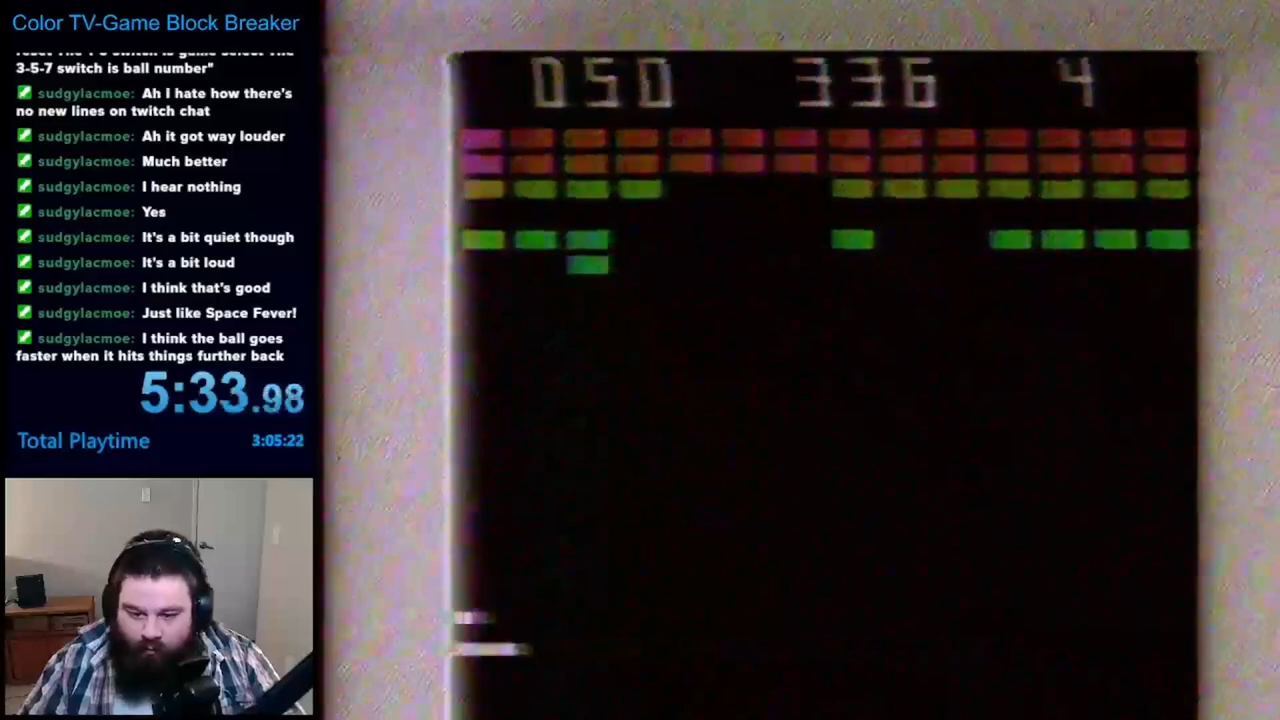 Color TV-Game Block Breaker
3-5-7 switch is ball number"
sudgylacmoe: Ah I hate how there's
no new lines on twitch chat
sudgylacmoe: Ah it got way louder
sudgylacmoe: Much better
sudgylacmoe: I hear nothing
sudgylacmoe: Yes
sudgylacmoe: It's a bit quiet though
sudgylacmoe: It's a bit loud
sudgylacmoe: I think that's good
sudgylacmoe: Just like Space Fever!
sudgylacmoe: I think the ball goes
faster when it hits things further back
5:33.98
Total Playtime 3:05:22
050 336 4